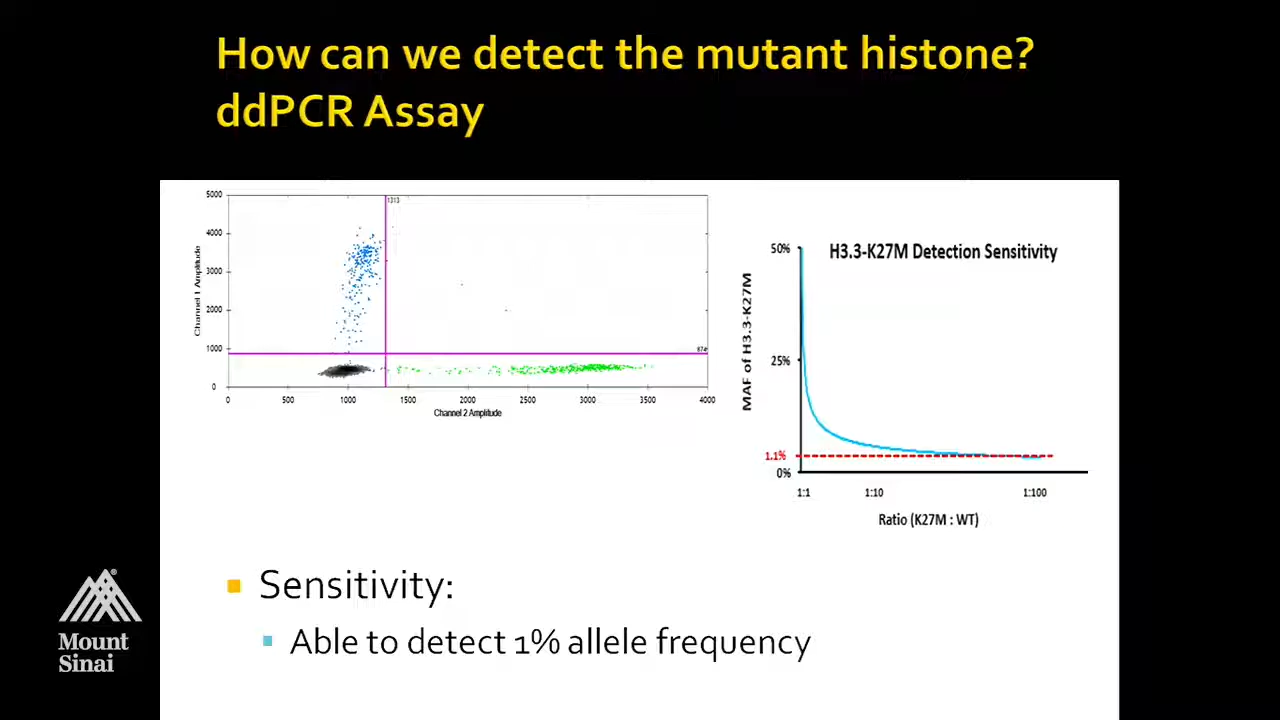 How can we detect the mutant histone?
ddPCR Assay
5000
4000
3000
2000
1000
0
Channel 1 Amplitude
1313
0
500
1000
1500
2000
2500
3000
3500
4000
Channel 2 Amplitude
H3.3-K27M Detection Sensitivity
50%
25%
1.1%
0%
MAF of H3.3-K27M
1:1
1:10
1:100
Ratio (K27M : WT)
Sensitivity:
Able to detect 1% allele frequency
Mount
Sinai
®